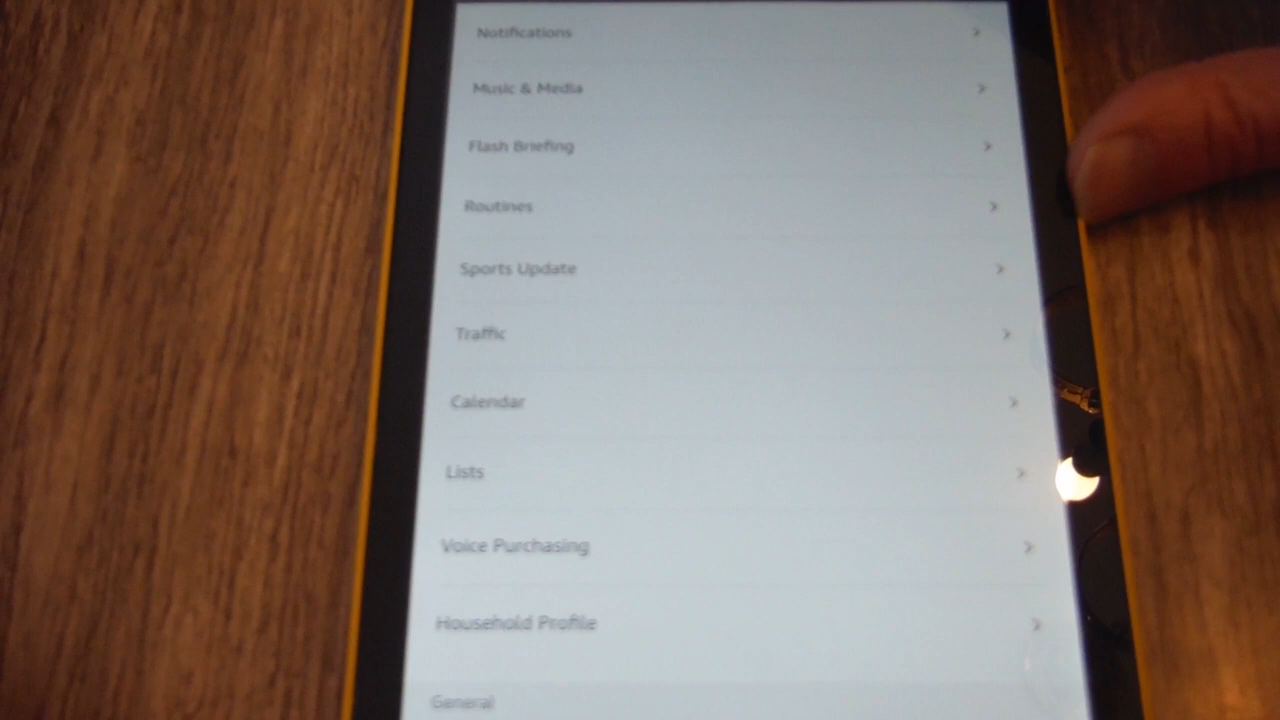 Notifications
Music & Media
Flash Briefing
Routines
Sports Update
Traffic
Calendar
Lists
Voice Purchasing
Household Profile
General